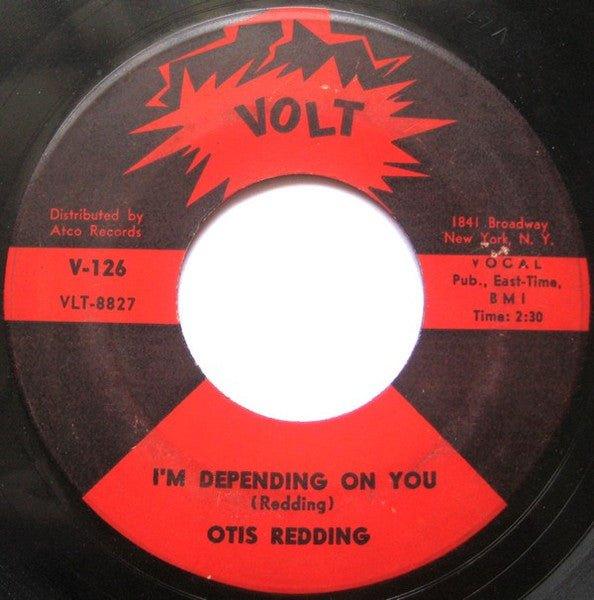 VOLT
Distributed by
Atco Records
1841 Broadway
New York, N. Y.
V-126
VLT-8827
VOCAL
Pub., East-Time,
BMI
Time: 2:30
I'M DEPENDING ON YOU
(Redding)
OTIS REDDING